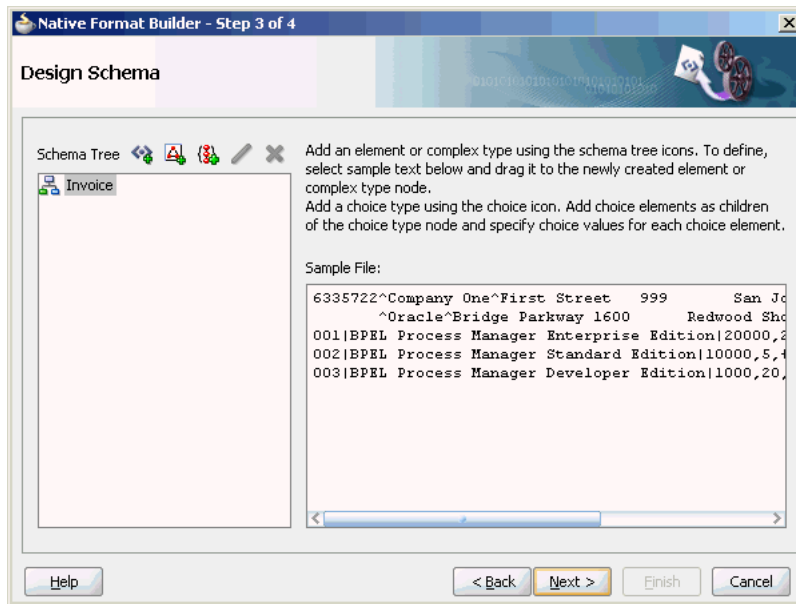 Native Format Builder - Step 3 of 4
Design Schema
Schema Tree
Invoice
Add an element or complex type using the schema tree icons. To define,
select sample text below and drag it to the newly created element or
complex type node.
Add a choice type using the choice icon. Add choice elements as children
of the choice type node and specify choice values for each choice element.
Sample File:
6335722^Company One^First Street 999 San Jo
^Oracle^Bridge Parkway 1600 Redwood Sho
001|BPEL Process Manager Enterprise Edition|20000,2
002|BPEL Process Manager Standard Edition|10000,5,
003|BPEL Process Manager Developer Edition|1000,20,
Help
< Back
Next >
Finish
Cancel